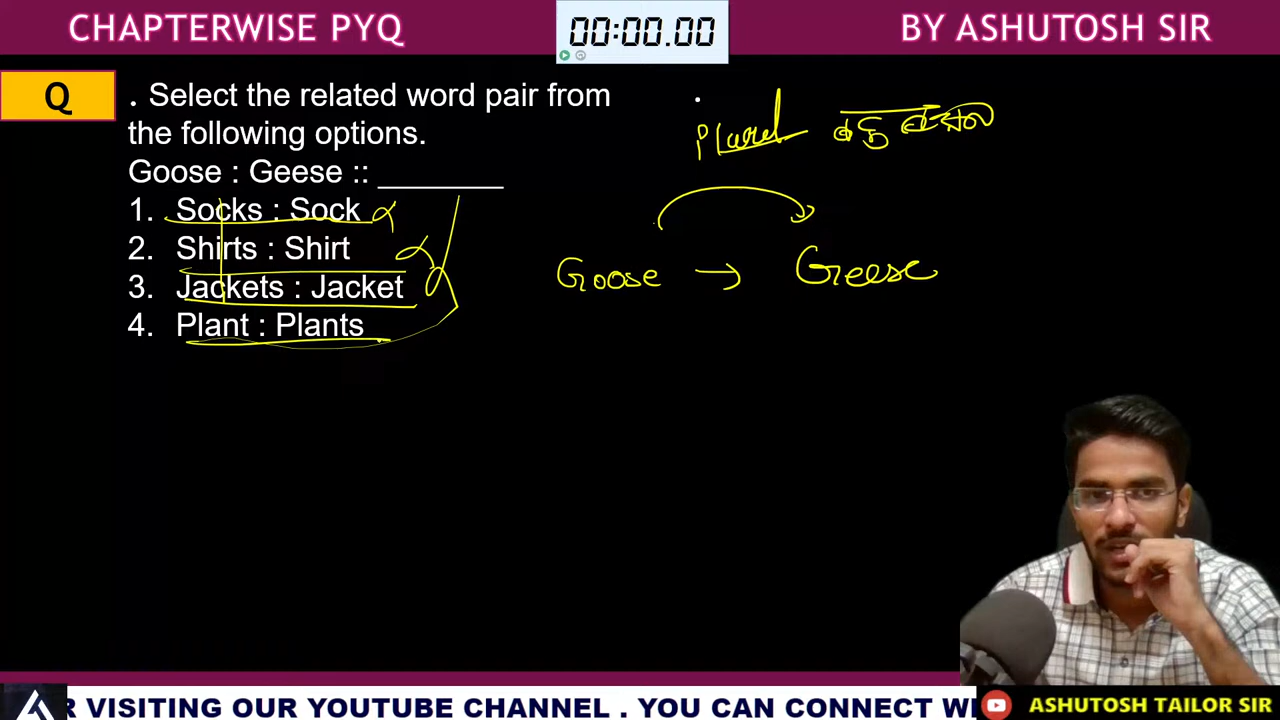 CHAPTERWISE PYQ
00:00.00
BY ASHUTOSH SIR
Q
. Select the related word pair from
the following options.
Goose : Geese :: ________
1. Socks : Sock
2. Shirts : Shirt
3. Jackets : Jacket
4. Plant : Plants
Plural
Goose → Geese
R VISITING OUR YOUTUBE CHANNEL . YOU CAN CONNECT WI
ASHUTOSH TAILOR SIR